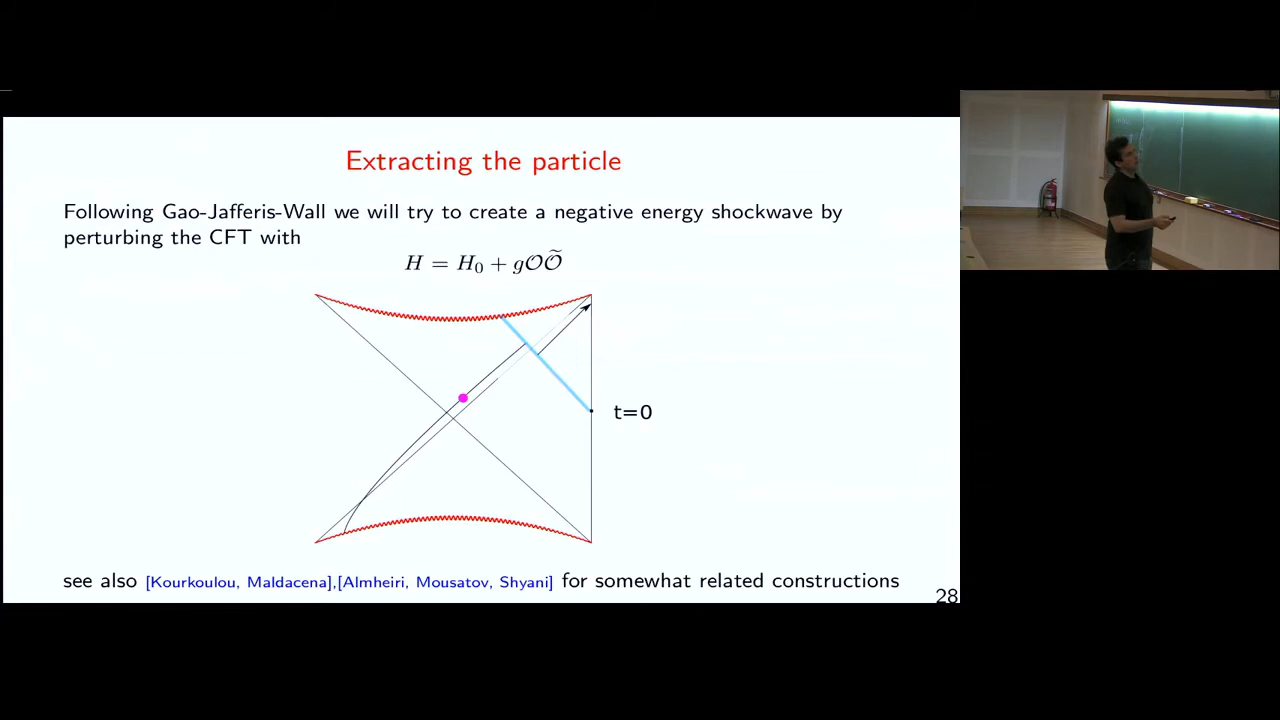 Extracting the particle
Following Gao-Jafferis-Wall we will try to create a negative energy shockwave by
perturbing the CFT with
H = H₀ + g𝒪𝒪̃
t=0
see also [Kourkoulou, Maldacena],[Almheiri, Mousatov, Shyani] for somewhat related constructions
28